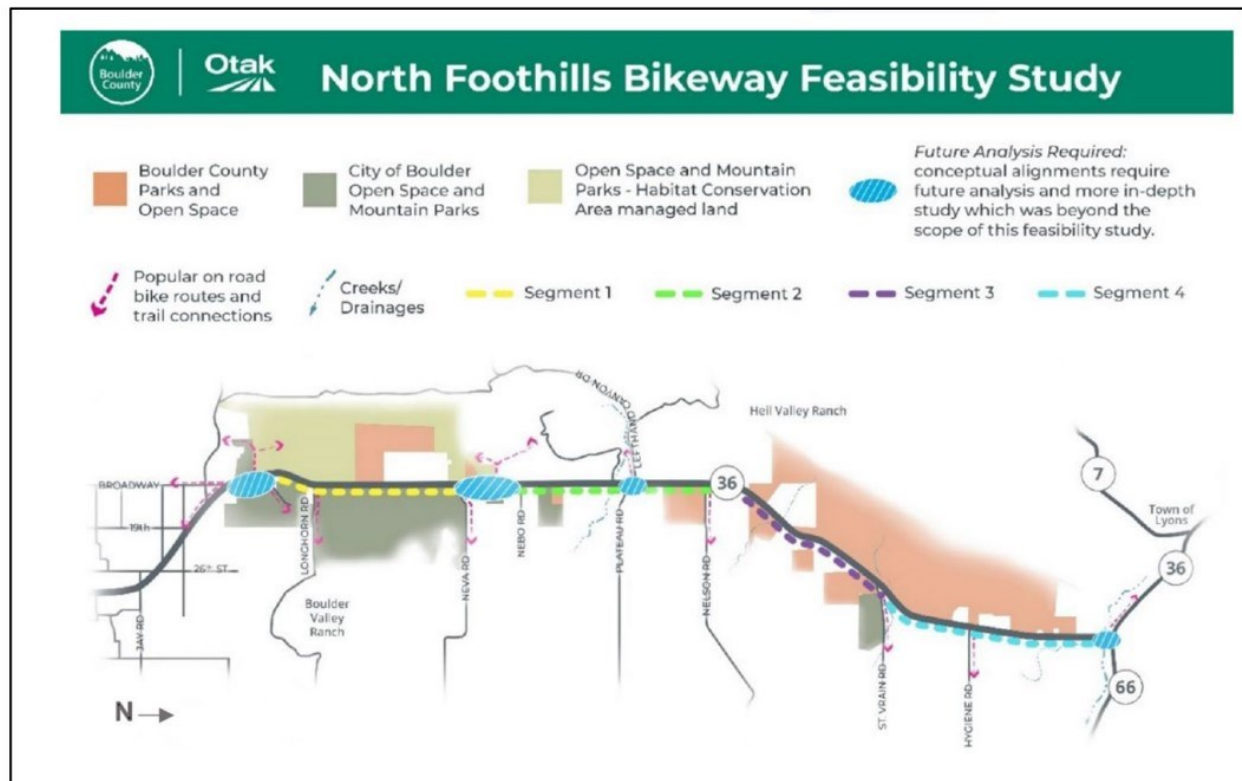 Boulder
County
Otak
North Foothills Bikeway Feasibility Study
Boulder County
Parks and
Open Space
City of Boulder
Open Space and
Mountain Parks
Open Space and Mountain
Parks - Habitat Conservation
Area managed land
Future Analysis Required:
conceptual alignments require
future analysis and more in-depth
study which was beyond the
scope of this feasibility study.
Popular on road
bike routes and
trail connections
Creeks/
Drainages
Segment 1
Segment 2
Segment 3
Segment 4
LEFTHAND CANYON DR
Heil Valley Ranch
7
Town of
Lyons
BROADWAY
36
19th
LONGHORN RD
NEVA RD
NEBO RD
PLATEAU RD
NELSON RD
36
26th ST
JAY RD
Boulder
Valley
Ranch
ST. VRAIN RD
HYGIENE RD
66
N